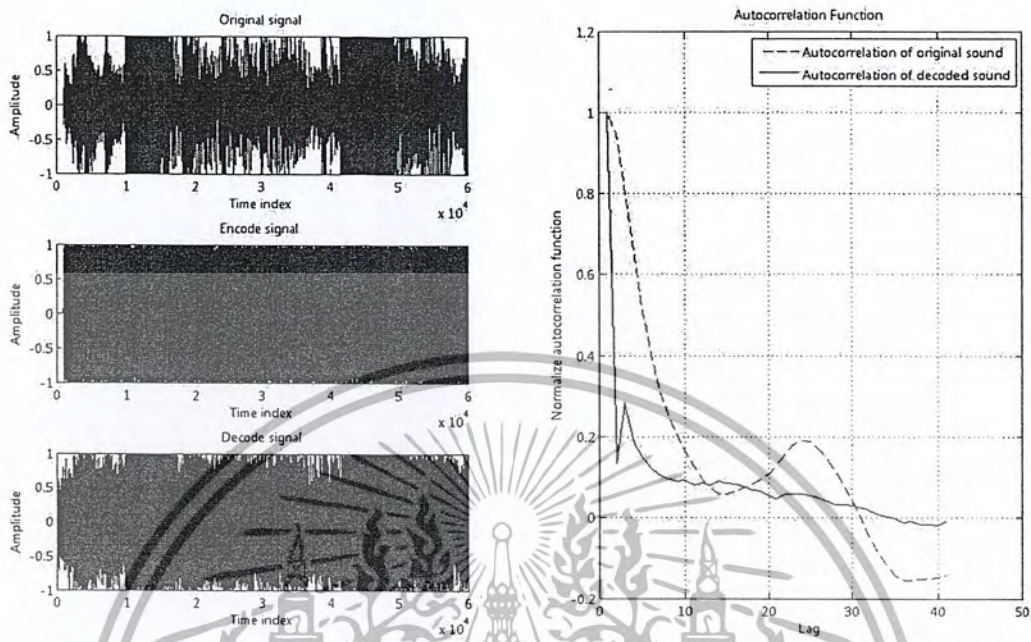 Original signal
Amplitude
1
0.5
0
-0.5
-1
0 1 2 3 4 5 6
Time index
x 10^4
Encode signal
Amplitude
1
0.5
0
-0.5
-1
0 1 2 3 4 5 6
Time index
x 10^4
Decode signal
Amplitude
1
0.5
0
-0.5
-1
0 1 2 3 4 5 6
Time index
x 10^4
Autocorrelation Function
Autocorrelation of original sound
Autocorrelation of decoded sound
Normalize autocorrelation function
1.2
1
0.8
0.6
0.4
0.2
0
-0.2
0 10 20 30 40 50
Lag